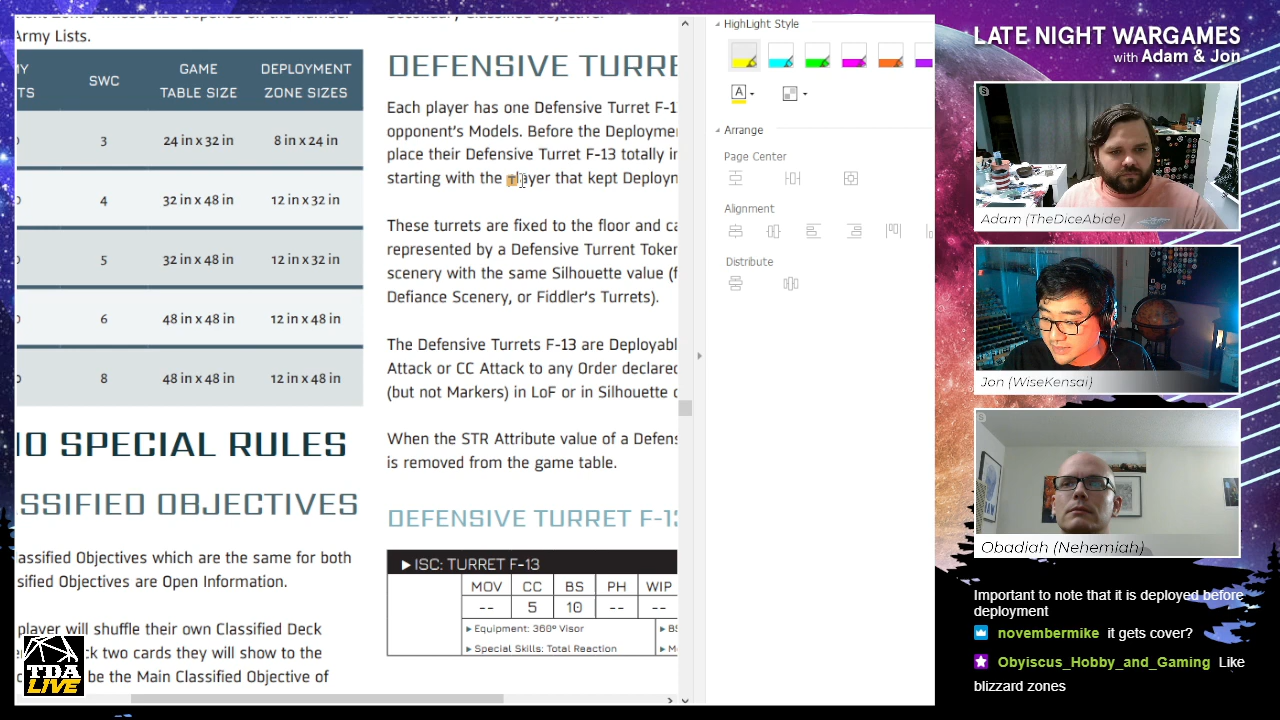 Army Lists.
SWC
GAME
TABLE SIZE
DEPLOYMENT
ZONE SIZES
3
24 in x 32 in
8 in x 24 in
4
32 in x 48 in
12 in x 32 in
5
32 in x 48 in
12 in x 32 in
6
48 in x 48 in
12 in x 48 in
8
48 in x 48 in
12 in x 48 in
IO SPECIAL RULES
SSIFIED OBJECTIVES
assified Objectives which are the same for both
sified Objectives are Open Information.
player will shuffle their own Classified Deck
ck two cards they will show to the
be the Main Classified Objective of
DEFENSIVE TURRE
Each player has one Defensive Turret F-1
opponent's Models. Before the Deployme
place their Defensive Turret F-13 totally in
starting with the player that kept Deployn
These turrets are fixed to the floor and ca
represented by a Defensive Turrent Token
scenery with the same Silhouette value (f
Defiance Scenery, or Fiddler's Turrets).
The Defensive Turrets F-13 are Deployabl
Attack or CC Attack to any Order declared
(but not Markers) in LoF or in Silhouette c
When the STR Attribute value of a Defens
is removed from the game table.
DEFENSIVE TURRET F-13
ISC: TURRET F-13
MOV CC BS PH WIP
-- 5 10 -- --
Equipment: 360º Visor
BS
Special Skills: Total Reaction
M
HighLight Style
A
Arrange
Page Center
Alignment
Distribute
LATE NIGHT WARGAMES
with Adam & Jon
Adam (TheDiceAbide)
Jon (WiseKensai)
Obadiah (Nehemiah)
Important to note that it is deployed before
deployment
novembermike it gets cover?
Obyiscus_Hobby_and_Gaming Like
blizzard zones
TDA
LIVE